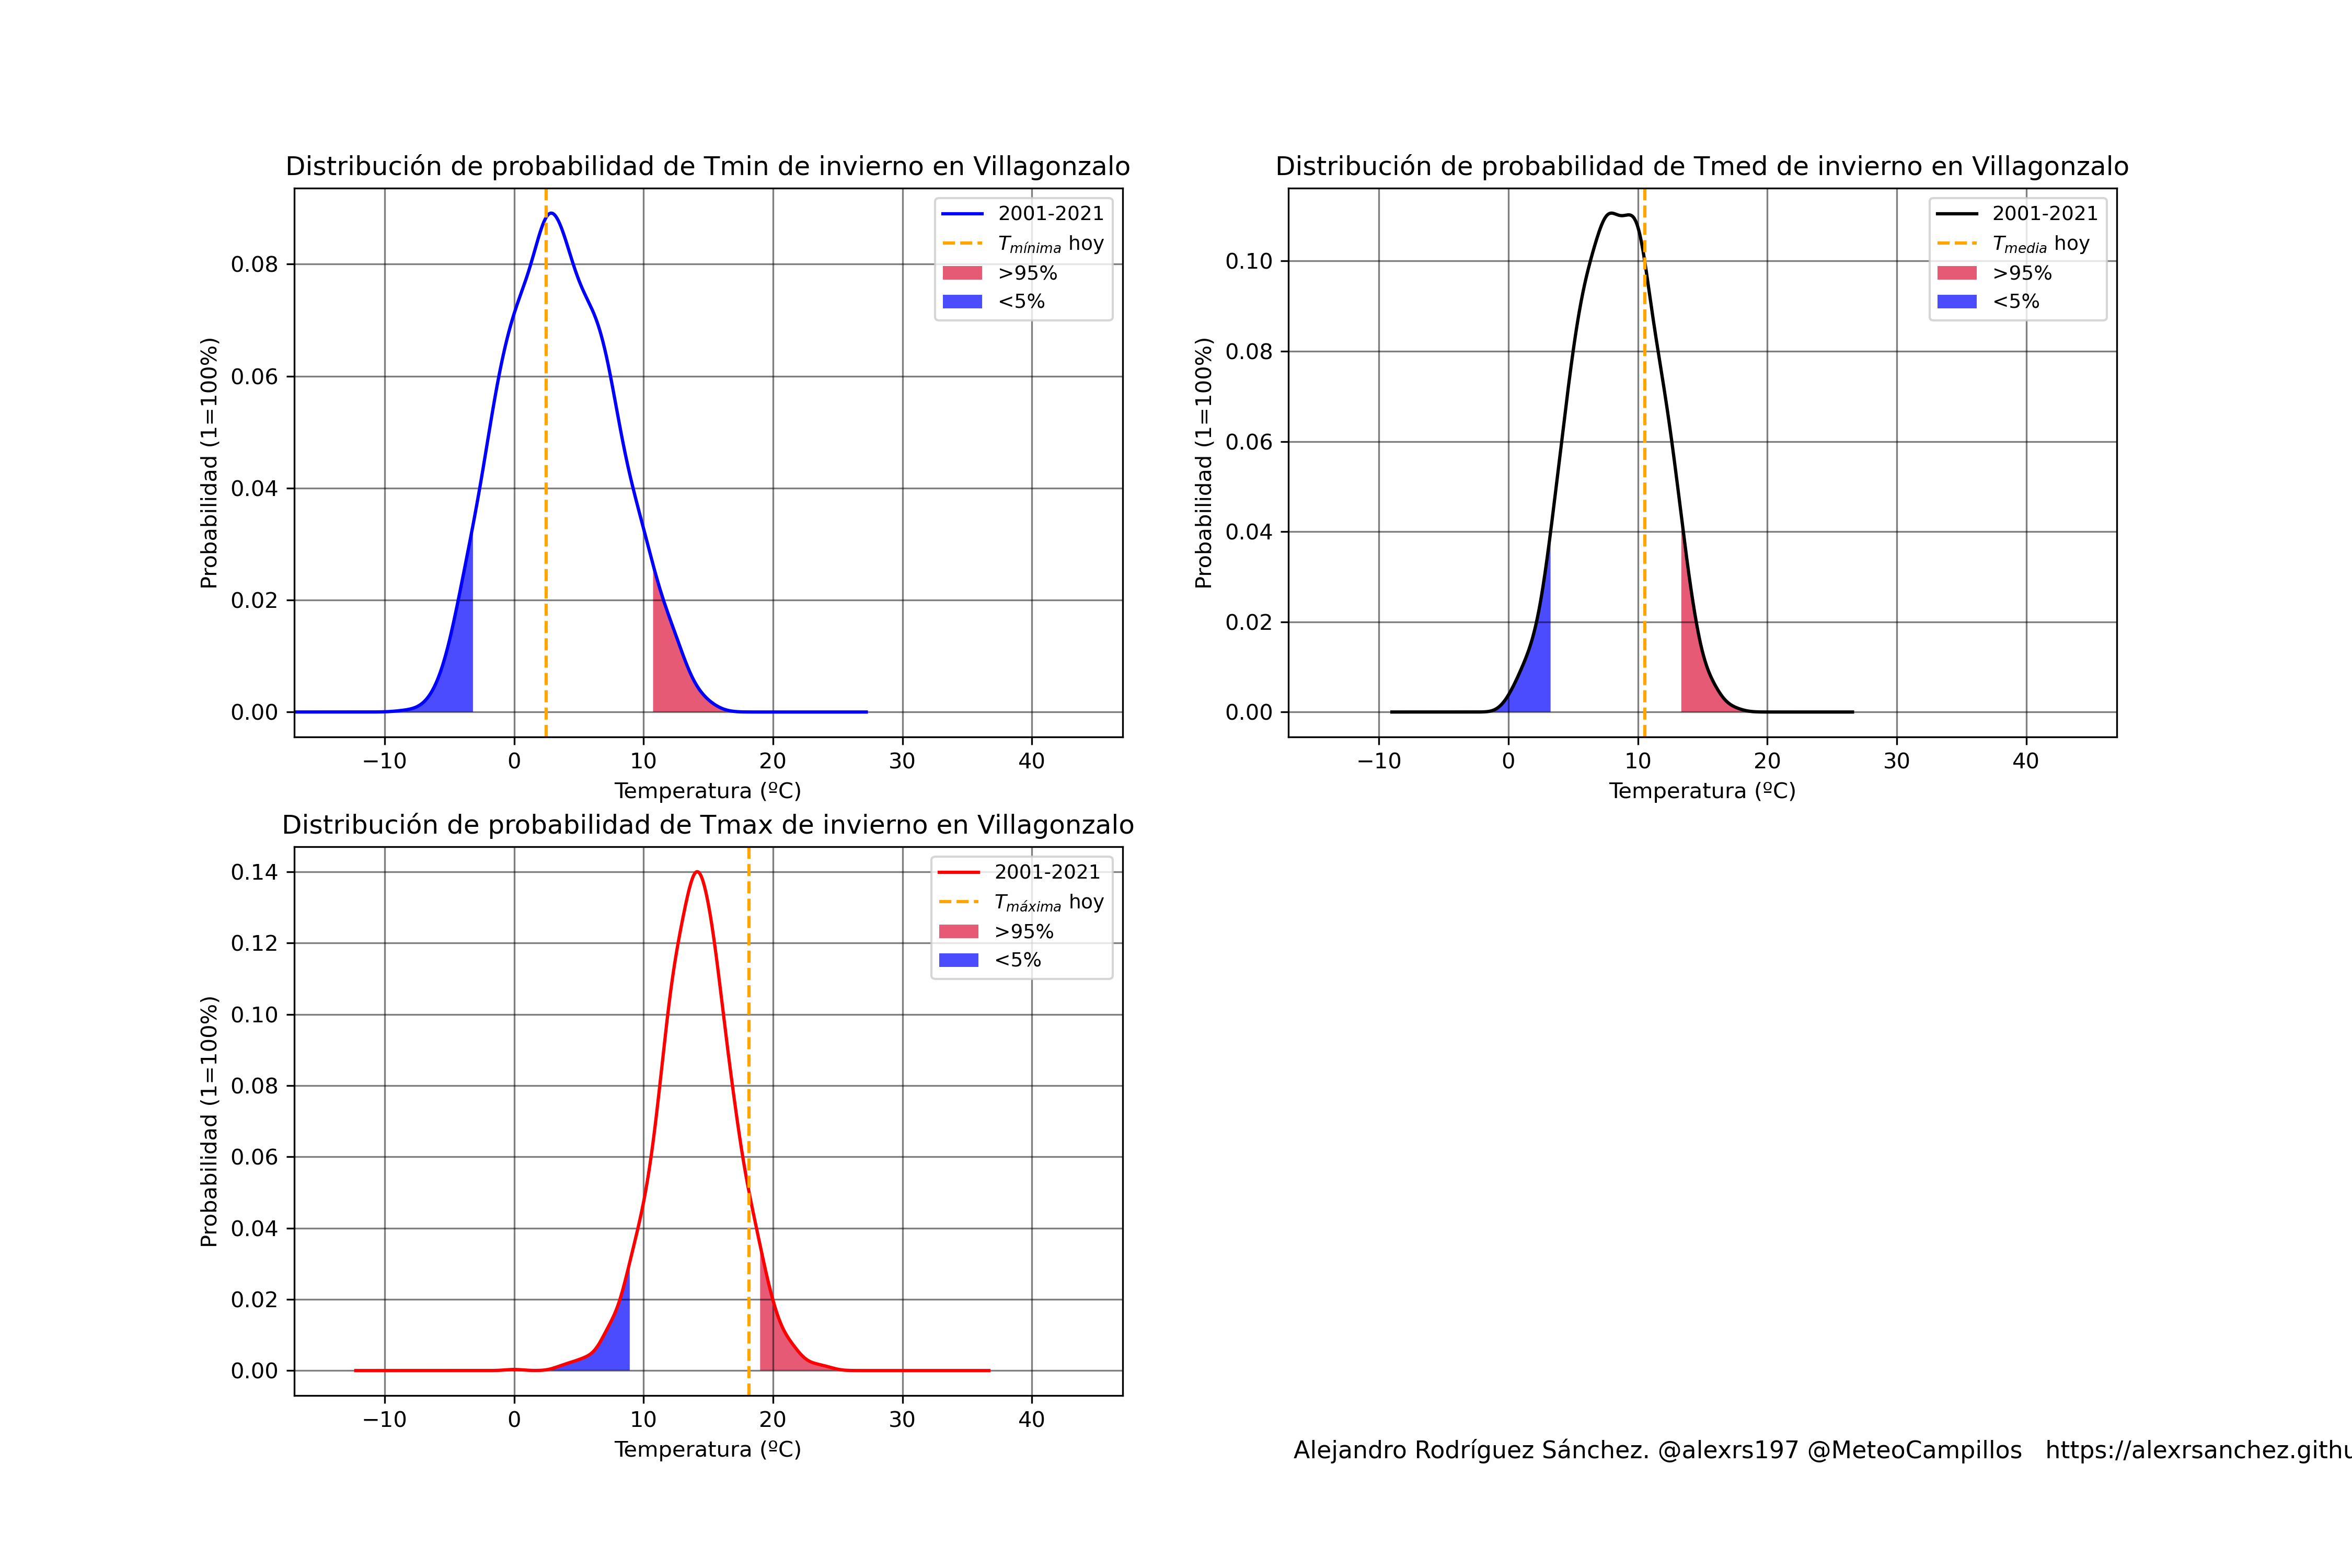 Distribución de probabilidad de Tmin de invierno en Villagonzalo
2001-2021
Tmínima hoy
>95%
<5%
0.08
0.06
0.04
0.02
0.00
Probabilidad (1=100%)
−10 0 10 20 30 40
Temperatura (ºC)
Distribución de probabilidad de Tmed de invierno en Villagonzalo
2001-2021
Tmedia hoy
>95%
<5%
0.10
0.08
0.06
0.04
0.02
0.00
Probabilidad (1=100%)
−10 0 10 20 30 40
Temperatura (ºC)
Distribución de probabilidad de Tmax de invierno en Villagonzalo
2001-2021
Tmáxima hoy
>95%
<5%
0.14
0.12
0.10
0.08
0.06
0.04
0.02
0.00
Probabilidad (1=100%)
−10 0 10 20 30 40
Temperatura (ºC)
Alejandro Rodríguez Sánchez. @alexrs197 @MeteoCampillos https://alexrsanchez.githu